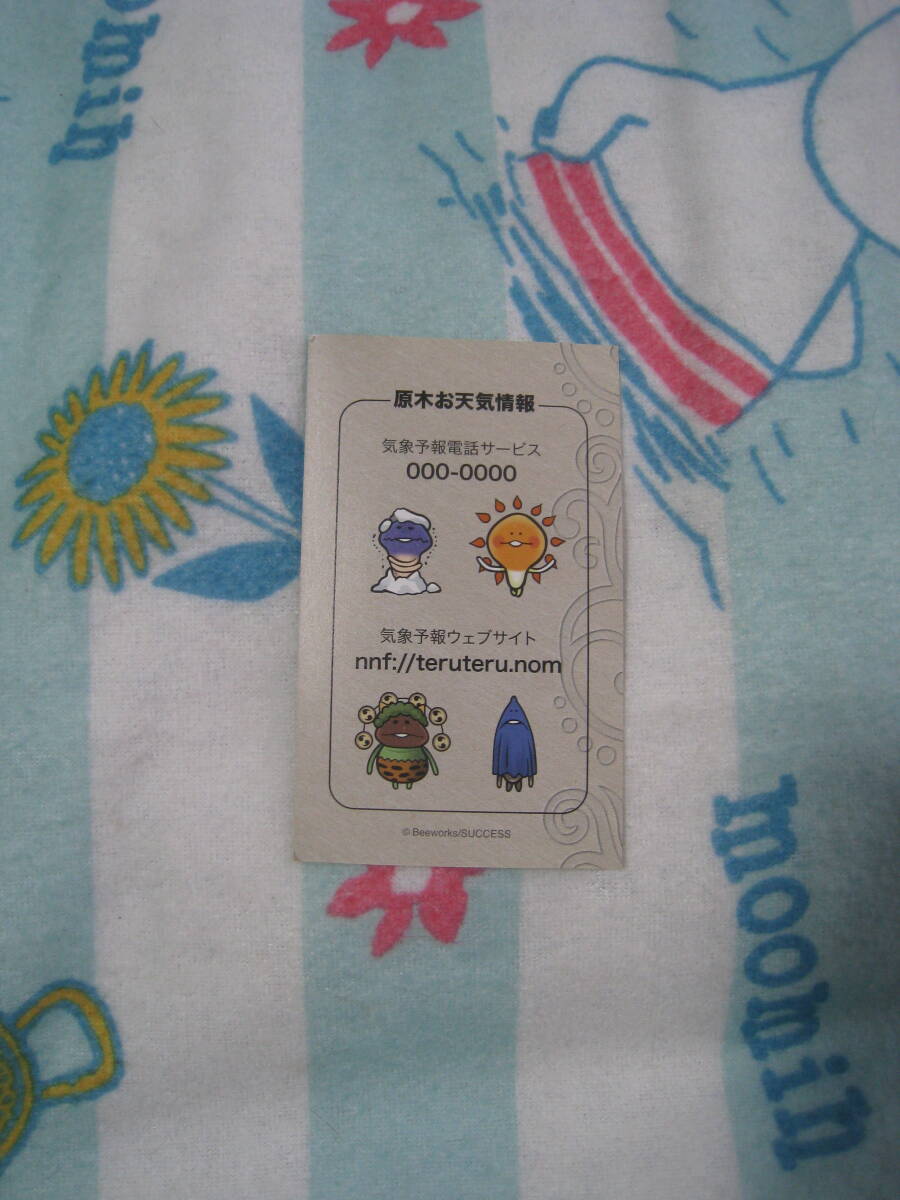 oomin
原木お天気情報
気象予報電話サービス
000-0000
気象予報ウェブサイト
nnf://teruteru.nom
© Beeworks/SUCCESS
moomin